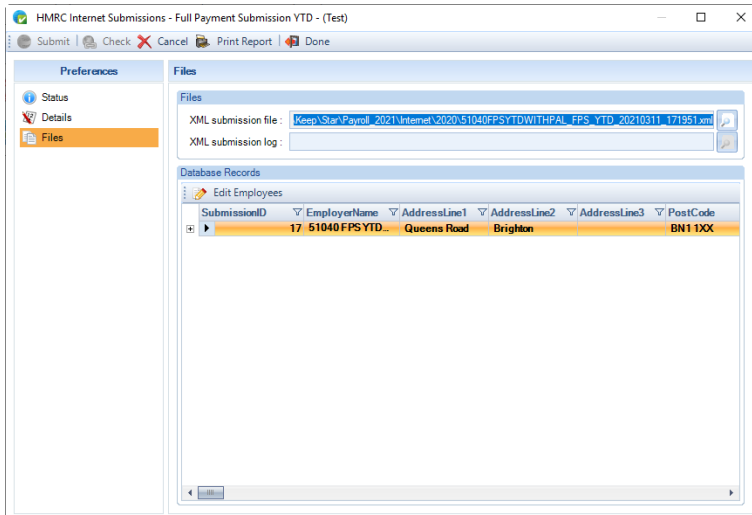 HMRC Internet Submissions - Full Payment Submission YTD - (Test)
Submit Check Cancel Print Report Done
Preferences
Files
Status
Details
Files
Files
XML submission file : .Keep\Star\Payroll_2021\Internet\2020\51040FPSYTDWITHPAL_FPS_YTD_20210311_171951.xml
XML submission log :
Database Records
Edit Employees
SubmissionID EmployerName AddressLine1 AddressLine2 AddressLine3 PostCode
17 51040 FPS YTD... Queens Road Brighton BN1 1XX